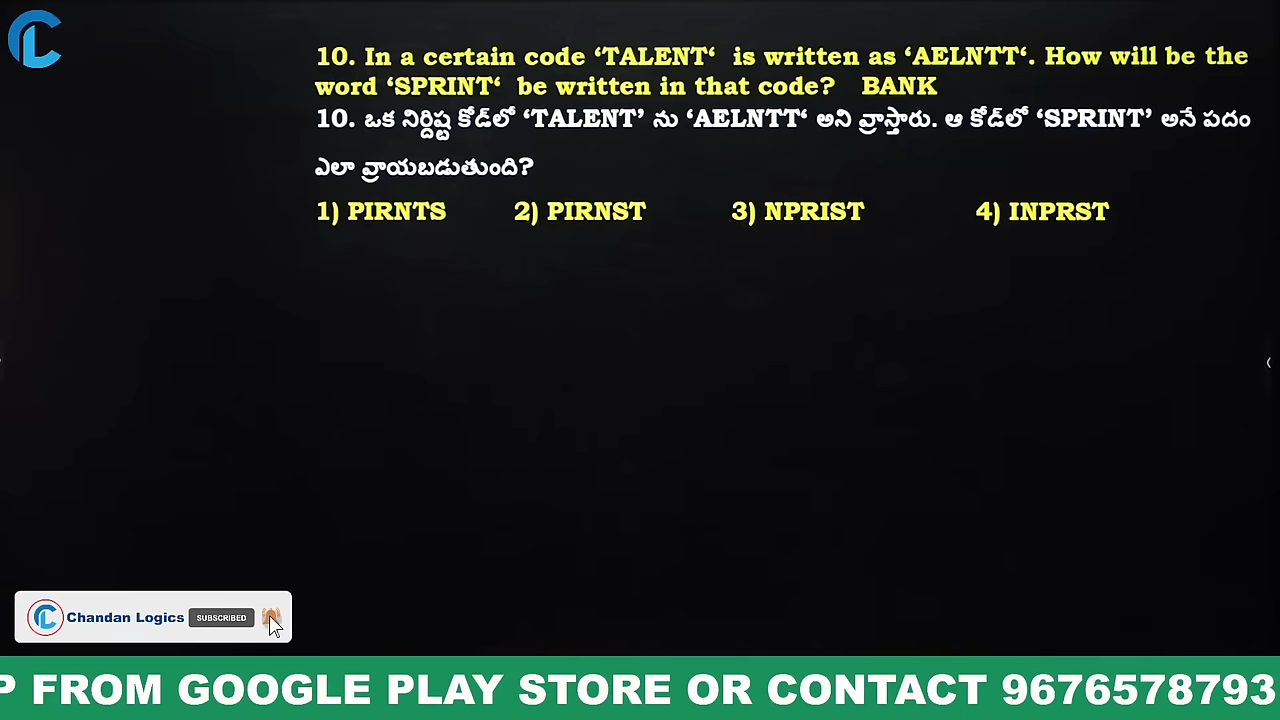 10. In a certain code ‘TALENT‘ is written as ‘AELNTT‘. How will be the
word ‘SPRINT‘ be written in that code? BANK
10. ఒక నిర్దిష్ట కోడ్‌లో ‘TALENT’ ను ‘AELNTT‘ అని వ్రాస్తారు. ఆ కోడ్‌లో ‘SPRINT’ అనే పదం
ఎలా వ్రాయబడుతుంది?
1) PIRNTS 2) PIRNST 3) NPRIST 4) INPRST
Chandan Logics SUBSCRIBED
P FROM GOOGLE PLAY STORE OR CONTACT 9676578793